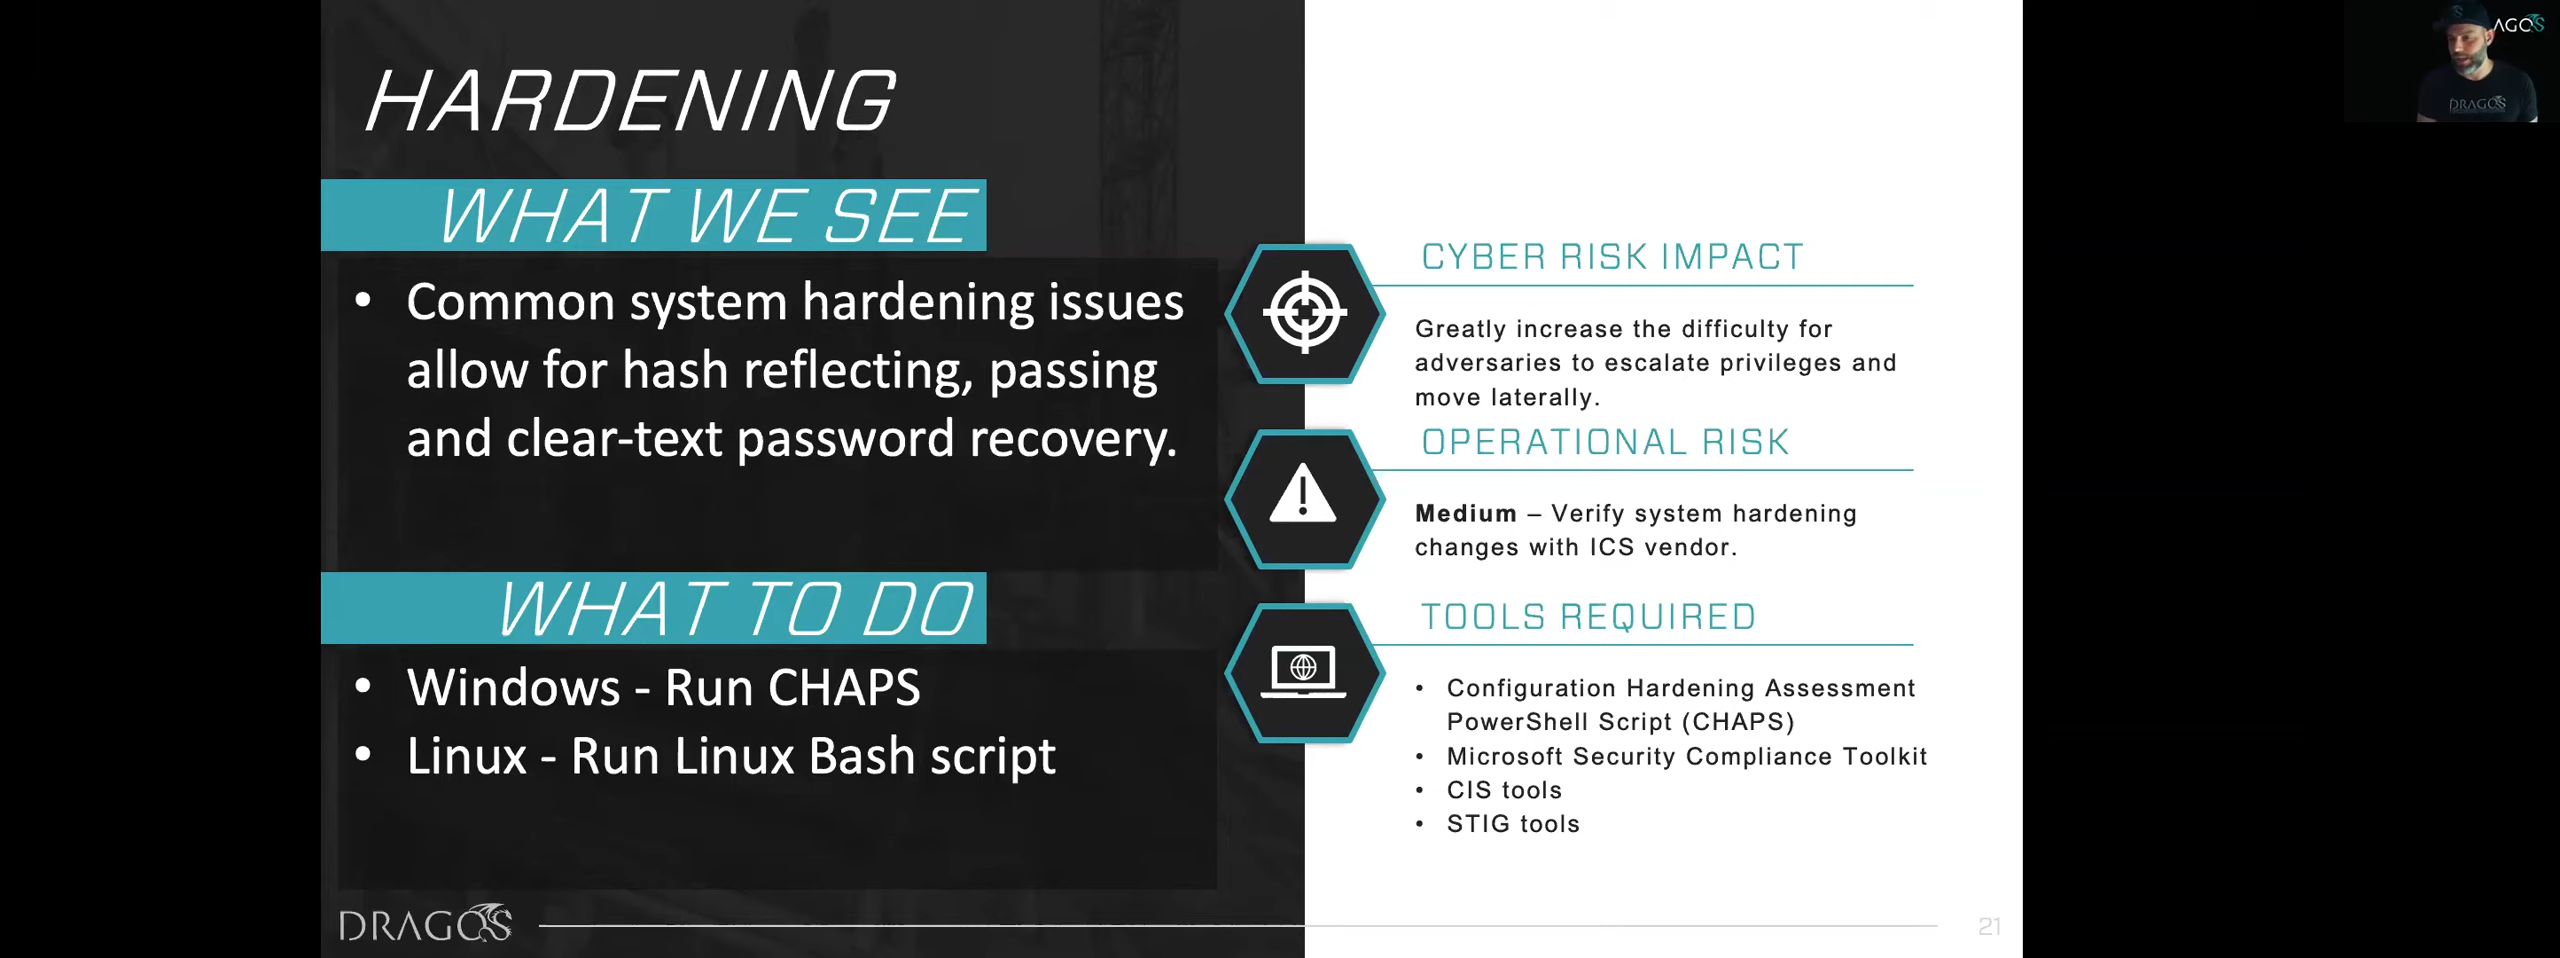 HARDENING
WHAT WE SEE
• Common system hardening issues
allow for hash reflecting, passing
and clear-text password recovery.
WHAT TO DO
• Windows - Run CHAPS
• Linux - Run Linux Bash script
DRAGOS
CYBER RISK IMPACT
Greatly increase the difficulty for
adversaries to escalate privileges and
move laterally.
OPERATIONAL RISK
Medium – Verify system hardening
changes with ICS vendor.
TOOLS REQUIRED
• Configuration Hardening Assessment
PowerShell Script (CHAPS)
• Microsoft Security Compliance Toolkit
• CIS tools
• STIG tools
21
AGOS
DRAGOS